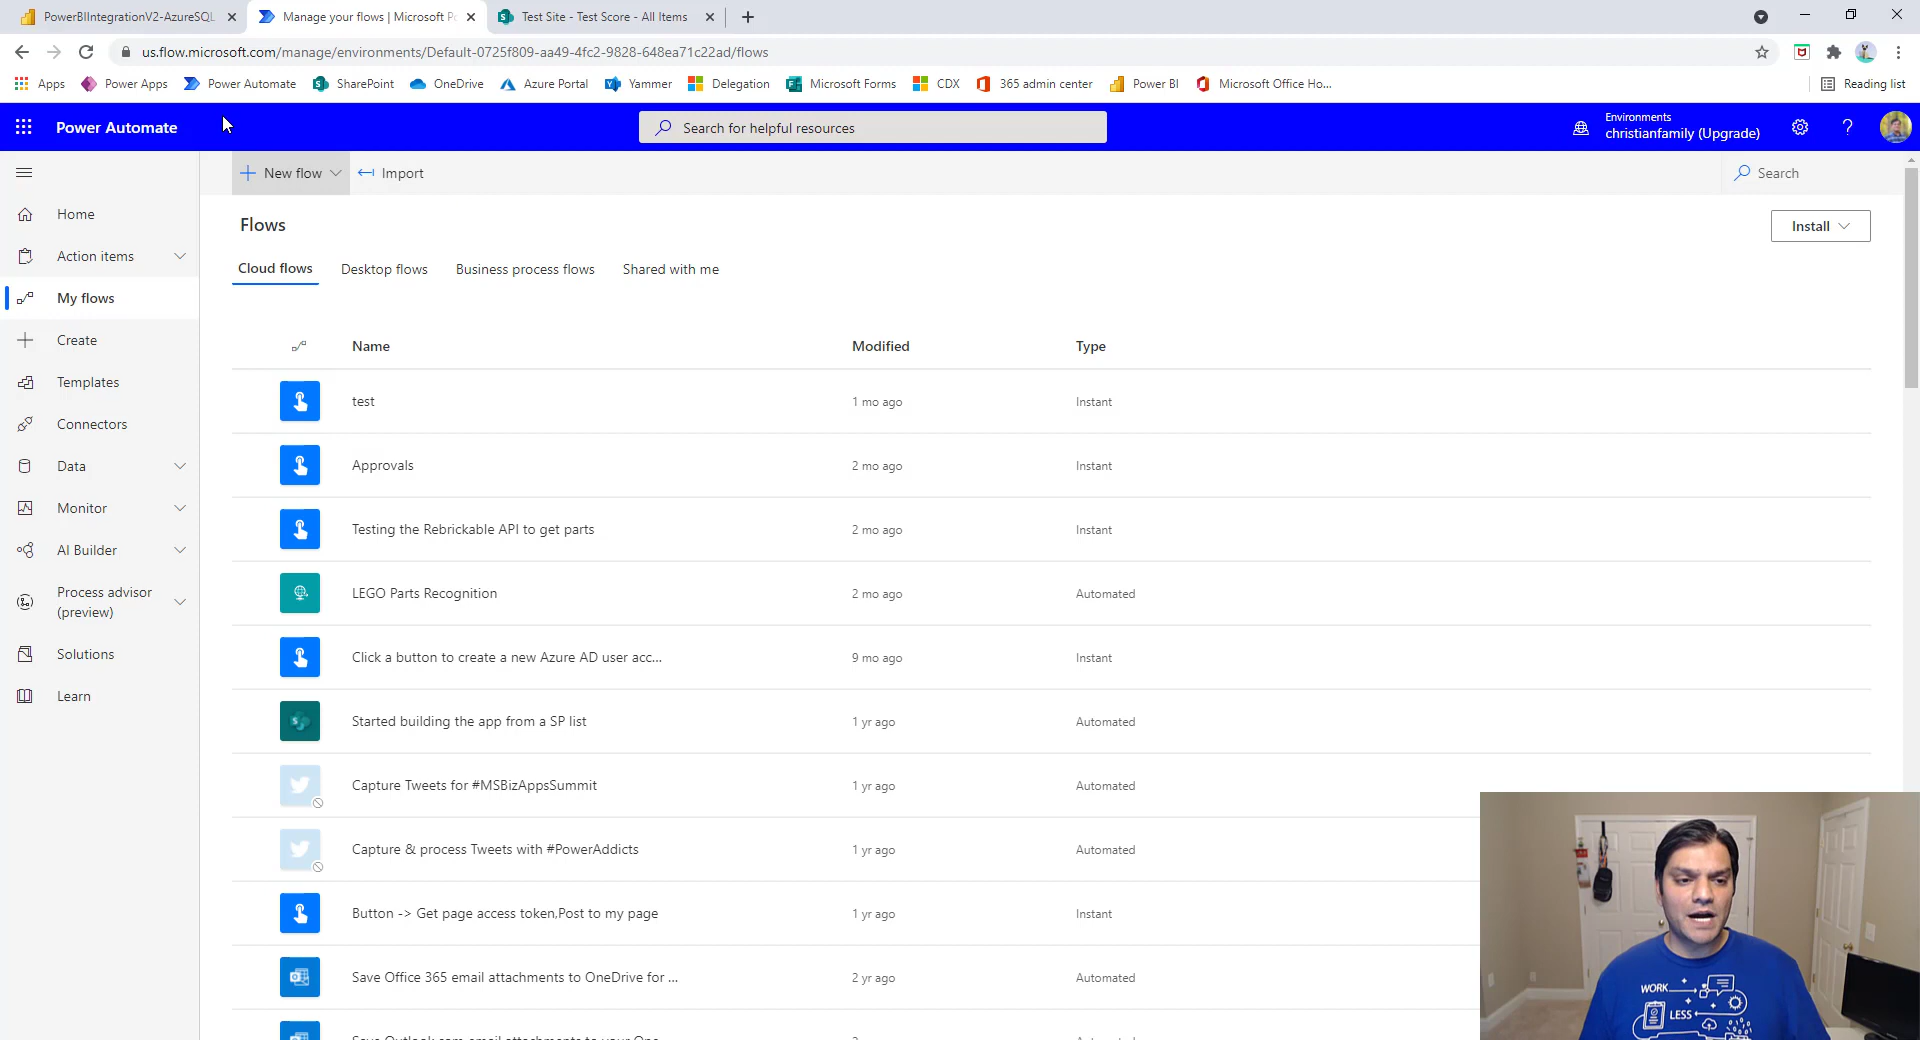 PowerBIIntegrationV2-AzureSQL
Manage your flows | Microsoft Po
Test Site - Test Score - All Items
us.flow.microsoft.com/manage/environments/Default-0725f809-aa49-4fc2-9828-648ea71c22ad/flows
Apps
Power Apps
Power Automate
SharePoint
OneDrive
Azure Portal
Yammer
Delegation
Microsoft Forms
CDX
365 admin center
Power BI
Microsoft Office Ho...
Reading list
Power Automate
Search for helpful resources
Environments
christianfamily (Upgrade)
New flow
Import
Search
Home
Action items
My flows
Create
Templates
Connectors
Data
Monitor
AI Builder
Process advisor
(preview)
Solutions
Learn
Flows
Install
Cloud flows
Desktop flows
Business process flows
Shared with me
Name Modified Type
test 1 mo ago Instant
Approvals 2 mo ago Instant
Testing the Rebrickable API to get parts 2 mo ago Instant
LEGO Parts Recognition 2 mo ago Automated
Click a button to create a new Azure AD user acc... 9 mo ago Instant
Started building the app from a SP list 1 yr ago Automated
Capture Tweets for #MSBizAppsSummit 1 yr ago Automated
Capture & process Tweets with #PowerAddicts 1 yr ago Automated
Button -> Get page access token,Post to my page 1 yr ago Instant
Save Office 365 email attachments to OneDrive for ... 2 yr ago Automated
WORK
LESS